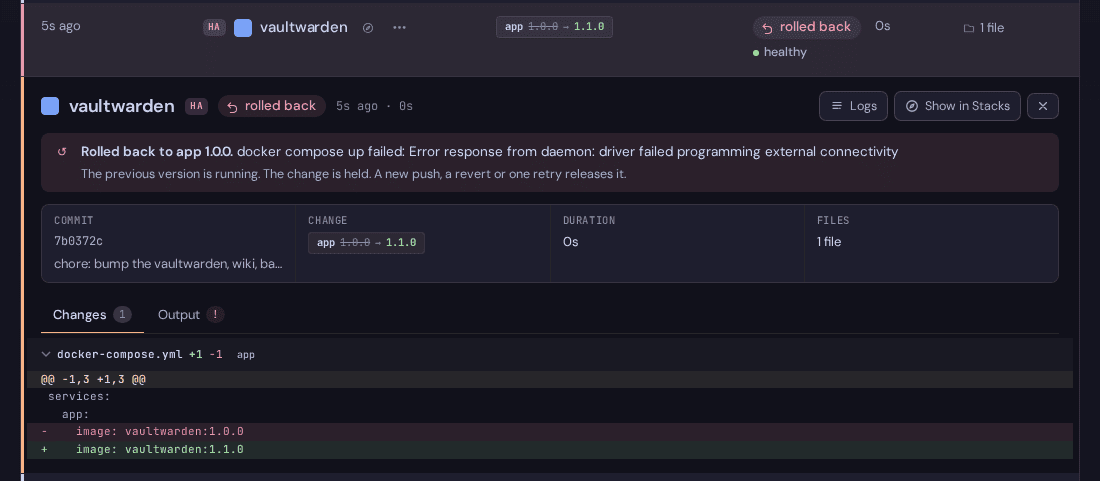 5s ago HA vaultwarden ··· app 1.0.0 → 1.1.0 rolled back 0s 1 file
healthy
vaultwarden HA rolled back 5s ago · 0s Logs Show in Stacks
Rolled back to app 1.0.0. docker compose up failed: Error response from daemon: driver failed programming external connectivity
The previous version is running. The change is held. A new push, a revert or one retry releases it.
COMMIT CHANGE DURATION FILES
7b0372c app 1.0.0 → 1.1.0 0s 1 file
chore: bump the vaultwarden, wiki, ba…
Changes 1 Output !
docker-compose.yml +1 -1 app
@@ -1,3 +1,3 @@
services:
app:
- image: vaultwarden:1.0.0
+ image: vaultwarden:1.1.0